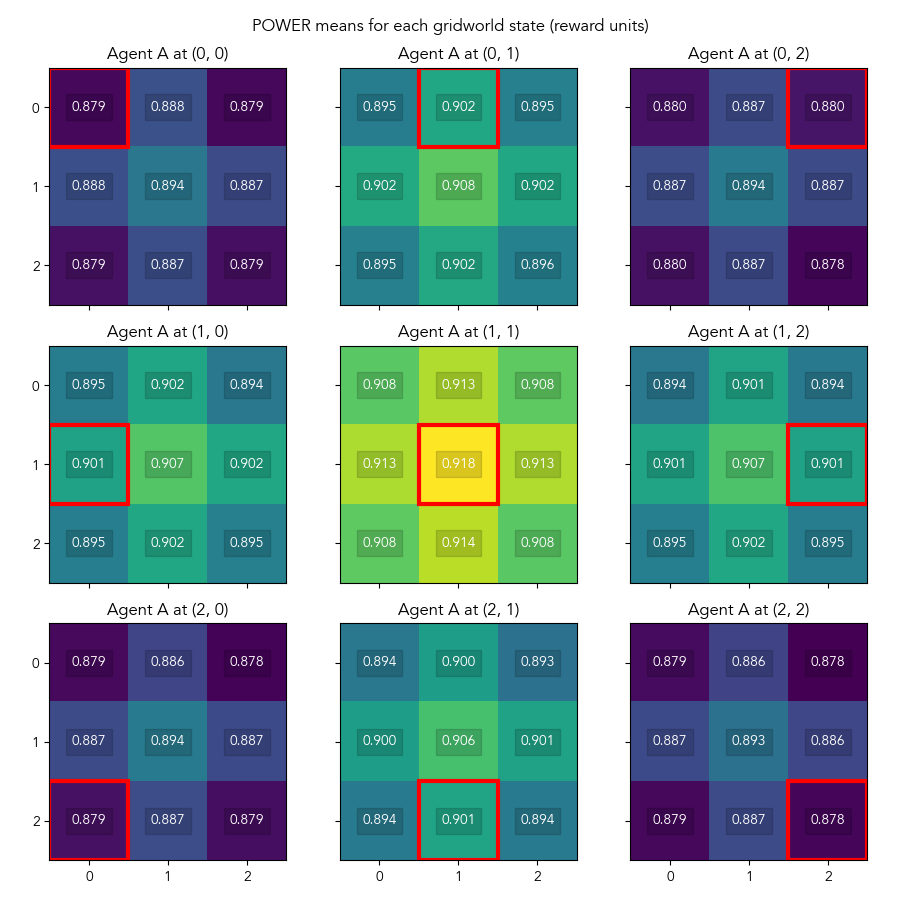 POWER means for each gridworld state (reward units)
Agent A at (0, 0) Agent A at (0, 1) Agent A at (0, 2)
0 0.879 0.888 0.879 0.895 0.902 0.895 0.880 0.887 0.880
1 0.888 0.894 0.887 0.902 0.908 0.902 0.887 0.894 0.887
2 0.879 0.887 0.879 0.895 0.902 0.896 0.880 0.887 0.878
Agent A at (1, 0) Agent A at (1, 1) Agent A at (1, 2)
0 0.895 0.902 0.894 0.908 0.913 0.908 0.894 0.901 0.894
1 0.901 0.907 0.902 0.913 0.918 0.913 0.901 0.907 0.901
2 0.895 0.902 0.895 0.908 0.914 0.908 0.895 0.902 0.895
Agent A at (2, 0) Agent A at (2, 1) Agent A at (2, 2)
0 0.879 0.886 0.878 0.894 0.900 0.893 0.879 0.886 0.878
1 0.887 0.894 0.887 0.900 0.906 0.901 0.887 0.893 0.886
2 0.879 0.887 0.879 0.894 0.901 0.894 0.879 0.887 0.878
0 1 2 0 1 2 0 1 2